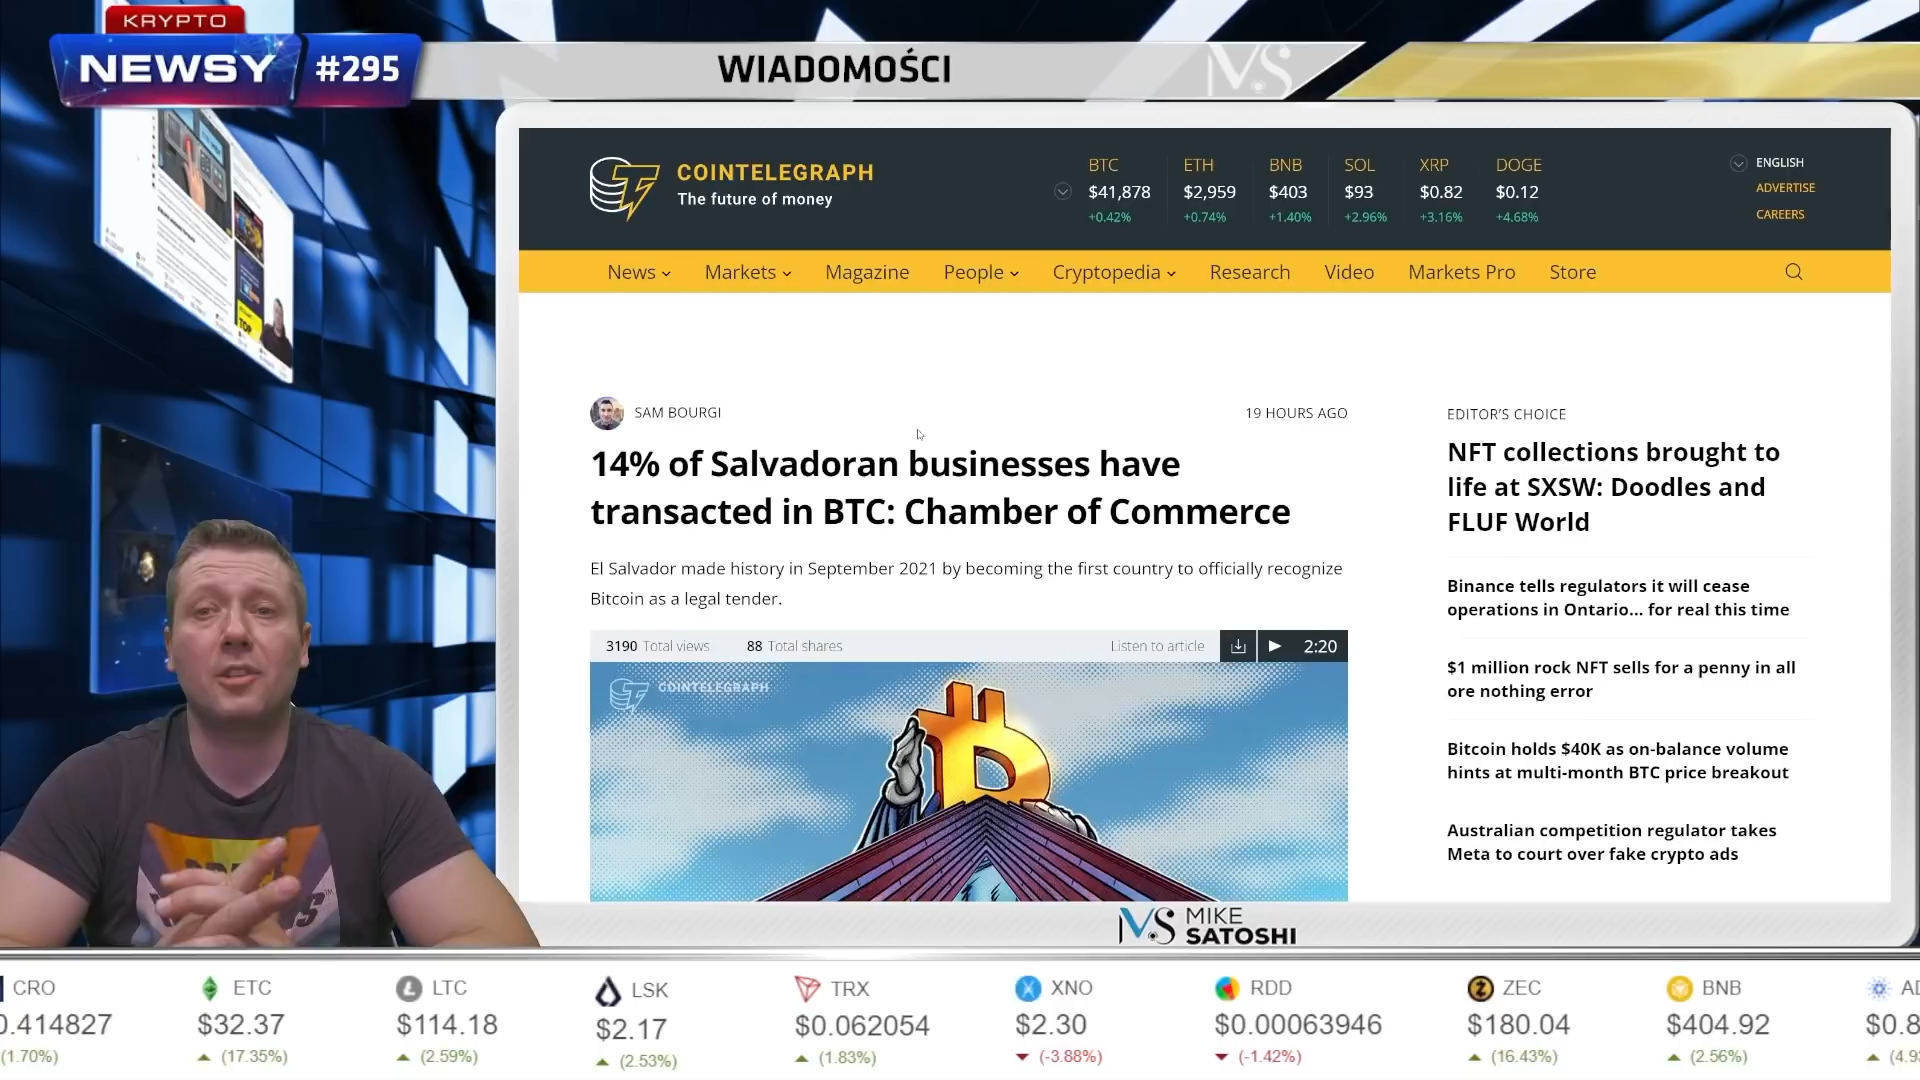 KRYPTO
NEWSY #295
WIADOMOŚCI
MS
COINTELEGRAPH
The future of money
BTC ETH BNB SOL XRP DOGE
$41,878 $2,959 $403 $93 $0.82 $0.12
+0.42% +0.74% +1.40% +2.96% +3.16% +4.68%
ENGLISH
ADVERTISE
CAREERS
News Markets Magazine People Cryptopedia Research Video Markets Pro Store
SAM BOURGI
19 HOURS AGO
14% of Salvadoran businesses have
transacted in BTC: Chamber of Commerce
El Salvador made history in September 2021 by becoming the first country to officially recognize
Bitcoin as a legal tender.
3190 Total views 88 Total shares Listen to article 2:20
COINTELEGRAPH
EDITOR'S CHOICE
NFT collections brought to
life at SXSW: Doodles and
FLUF World
Binance tells regulators it will cease
operations in Ontario... for real this time
$1 million rock NFT sells for a penny in all
ore nothing error
Bitcoin holds $40K as on-balance volume
hints at multi-month BTC price breakout
Australian competition regulator takes
Meta to court over fake crypto ads
MS MIKE
SATOSHI
CRO ETC LTC LSK TRX XNO RDD ZEC BNB
0.414827 $32.37 $114.18 $2.17 $0.062054 $2.30 $0.00063946 $180.04 $404.92 $0.8
(1.70%) (17.35%) (2.59%) (2.53%) (1.83%) (-3.88%) (-1.42%) (16.43%) (2.56%)